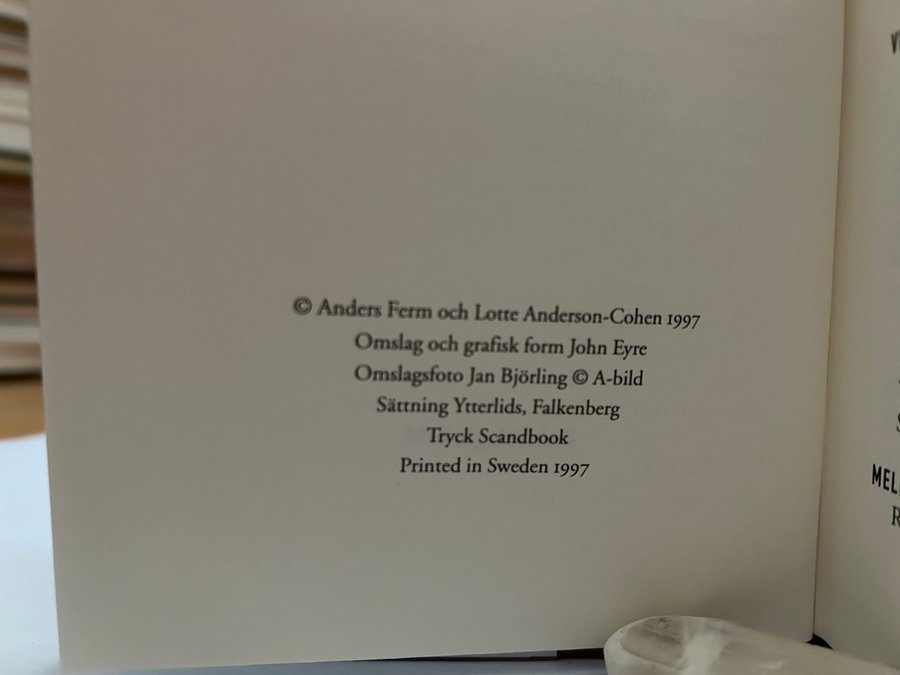 © Anders Ferm och Lotte Anderson-Cohen 1997
Omslag och grafisk form John Eyre
Omslagsfoto Jan Björling © A-bild
Sättning Ytterlids, Falkenberg
Tryck Scandbook
Printed in Sweden 1997